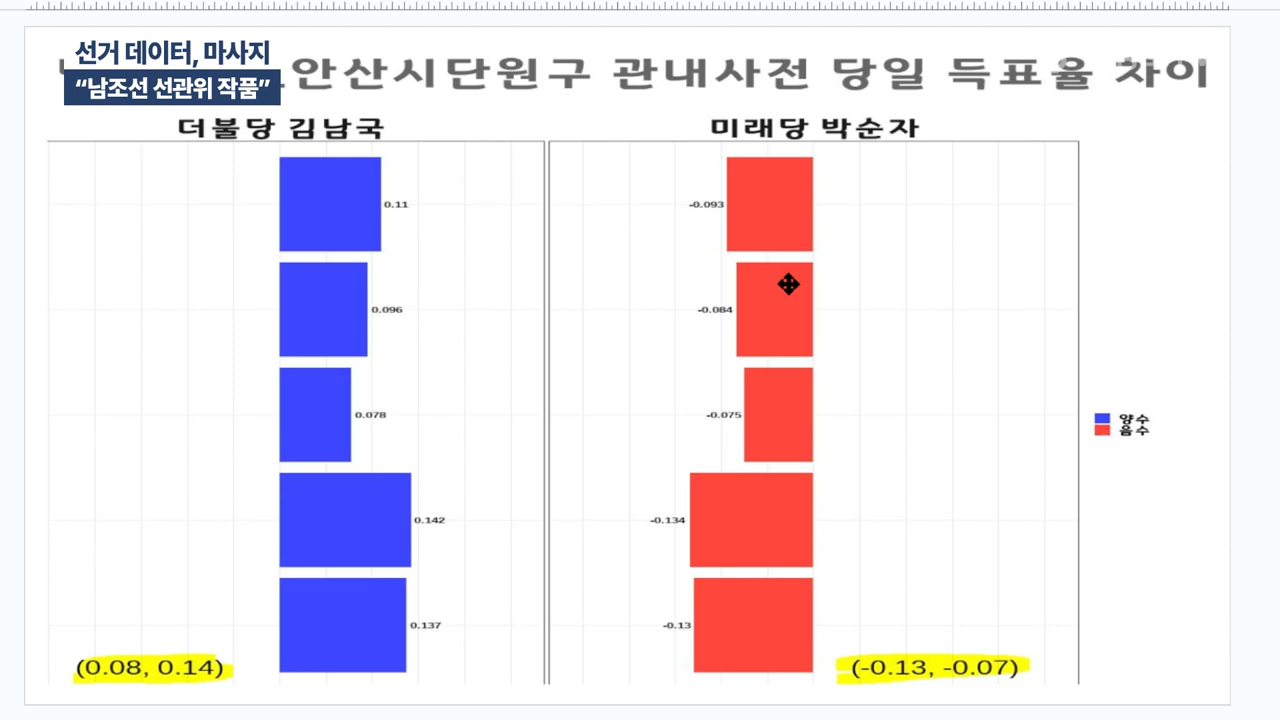 선거 데이터, 마사지
“남조선 선관위 작품”
안산시단원구 관내사전 당일 득표율 차이
더불당 김남국
미래당 박순자
0.11
-0.093
0.096
-0.084
0.078
-0.075
양수
음수
0.142
-0.134
0.137
-0.13
(0.08, 0.14)
(-0.13, -0.07)